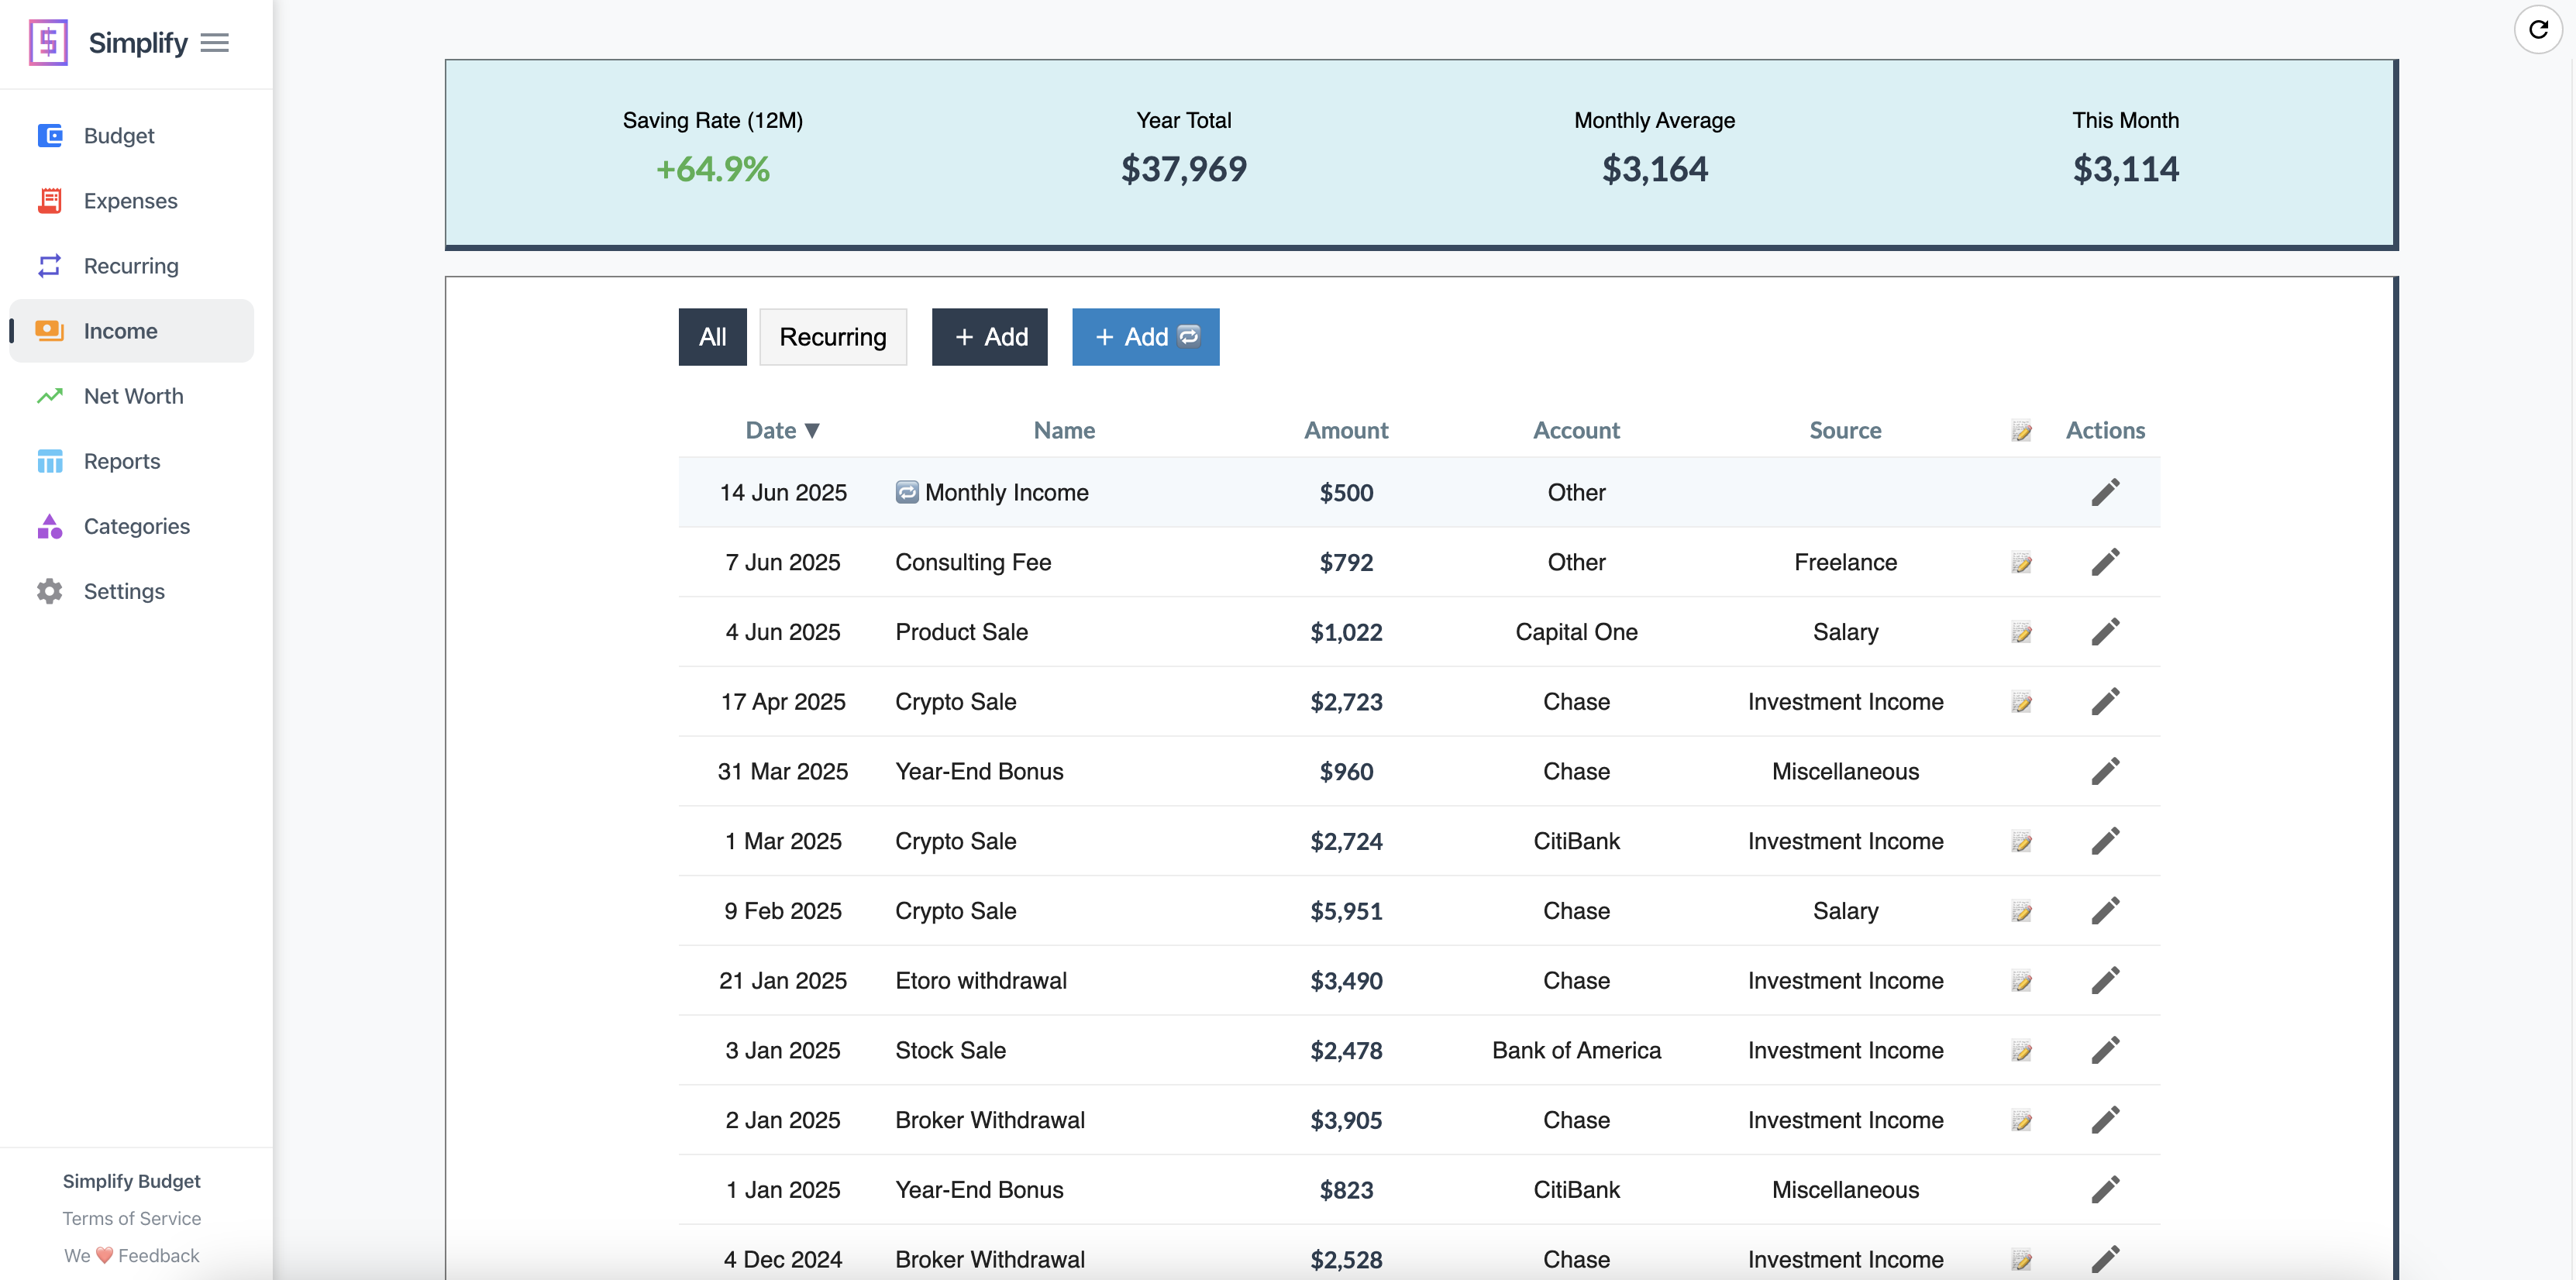 Simplify
Budget
Expenses
Recurring
Income
Net Worth
Reports
Categories
Settings
Simplify Budget
Terms of Service
We ❤️ Feedback
Saving Rate (12M) Year Total Monthly Average This Month
+64.9% $37,969 $3,164 $3,114
All Recurring + Add + Add 🔁
Date ▼ Name Amount Account Source 📝 Actions
14 Jun 2025 🔁 Monthly Income $500 Other
7 Jun 2025 Consulting Fee $792 Other Freelance 📝
4 Jun 2025 Product Sale $1,022 Capital One Salary 📝
17 Apr 2025 Crypto Sale $2,723 Chase Investment Income 📝
31 Mar 2025 Year-End Bonus $960 Chase Miscellaneous
1 Mar 2025 Crypto Sale $2,724 CitiBank Investment Income 📝
9 Feb 2025 Crypto Sale $5,951 Chase Salary 📝
21 Jan 2025 Etoro withdrawal $3,490 Chase Investment Income 📝
3 Jan 2025 Stock Sale $2,478 Bank of America Investment Income 📝
2 Jan 2025 Broker Withdrawal $3,905 Chase Investment Income 📝
1 Jan 2025 Year-End Bonus $823 CitiBank Miscellaneous
4 Dec 2024 Broker Withdrawal $2,528 Chase Investment Income 📝